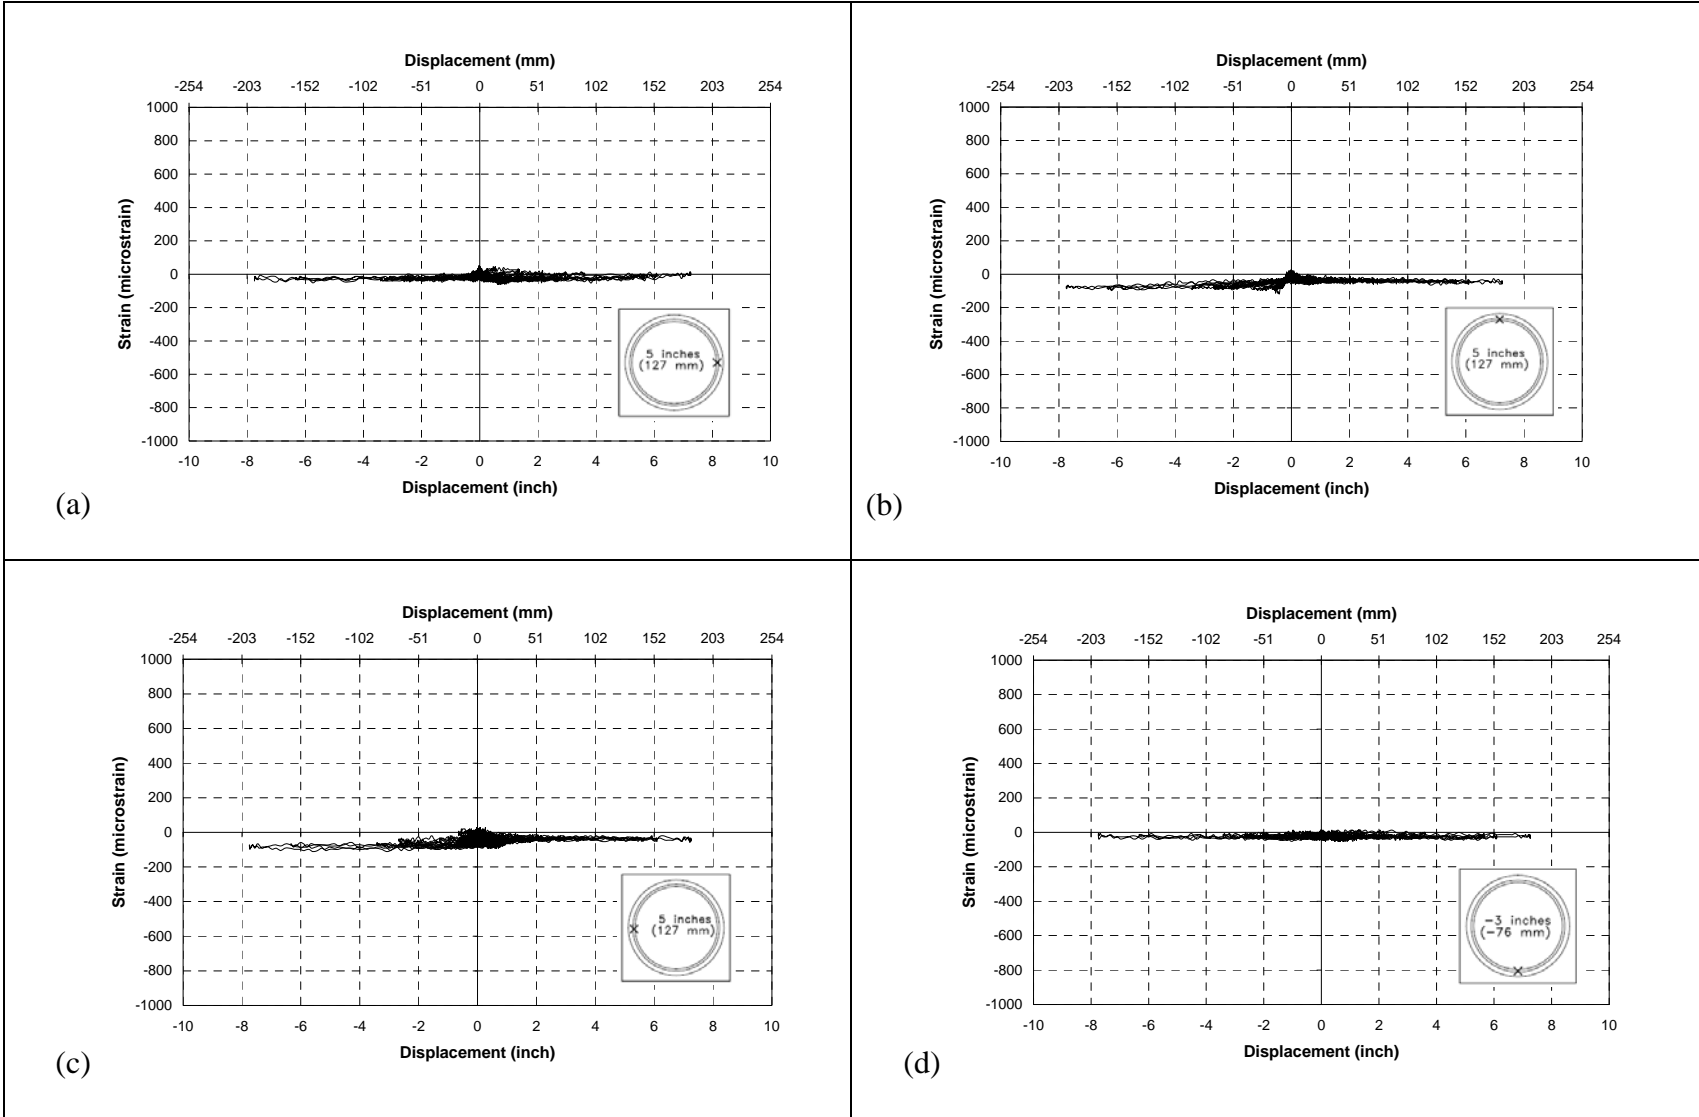 Displacement (mm)
-254 -203 -152 -102 -51 0 51 102 152 203 254
1000
800
600
400
200
0
-200
-400
-600
-800
-1000
Strain (microstrain)
5 inches
(127 mm)
-10 -8 -6 -4 -2 0 2 4 6 8 10
Displacement (inch)
(a)
Displacement (mm)
-254 -203 -152 -102 -51 0 51 102 152 203 254
1000
800
600
400
200
0
-200
-400
-600
-800
-1000
Strain (microstrain)
5 inches
(127 mm)
-10 -8 -6 -4 -2 0 2 4 6 8 10
Displacement (inch)
(b)
Displacement (mm)
-254 -203 -152 -102 -51 0 51 102 152 203 254
1000
800
600
400
200
0
-200
-400
-600
-800
-1000
Strain (microstrain)
5 inches
(127 mm)
-10 -8 -6 -4 -2 0 2 4 6 8 10
Displacement (inch)
(c)
Displacement (mm)
-254 -203 -152 -102 -51 0 51 102 152 203 254
1000
800
600
400
200
0
-200
-400
-600
-800
-1000
Strain (microstrain)
-3 inches
(-76 mm)
-10 -8 -6 -4 -2 0 2 4 6 8 10
Displacement (inch)
(d)